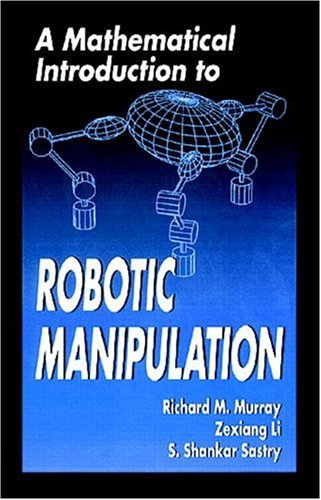 A Mathematical
Introduction to
ROBOTIC
MANIPULATION
Richard M. Murray
Zexiang Li
S. Shankar Sastry